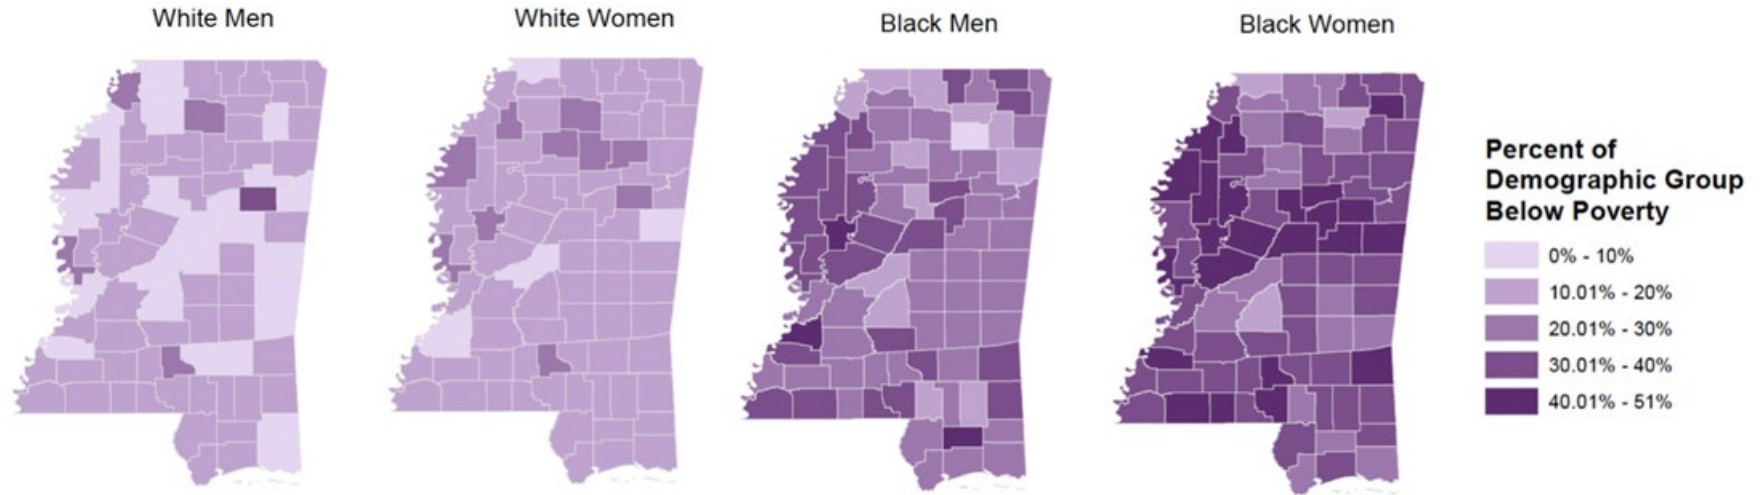 White Men
White Women
Black Men
Black Women
Percent of
Demographic Group
Below Poverty
0% - 10%
10.01% - 20%
20.01% - 30%
30.01% - 40%
40.01% - 51%